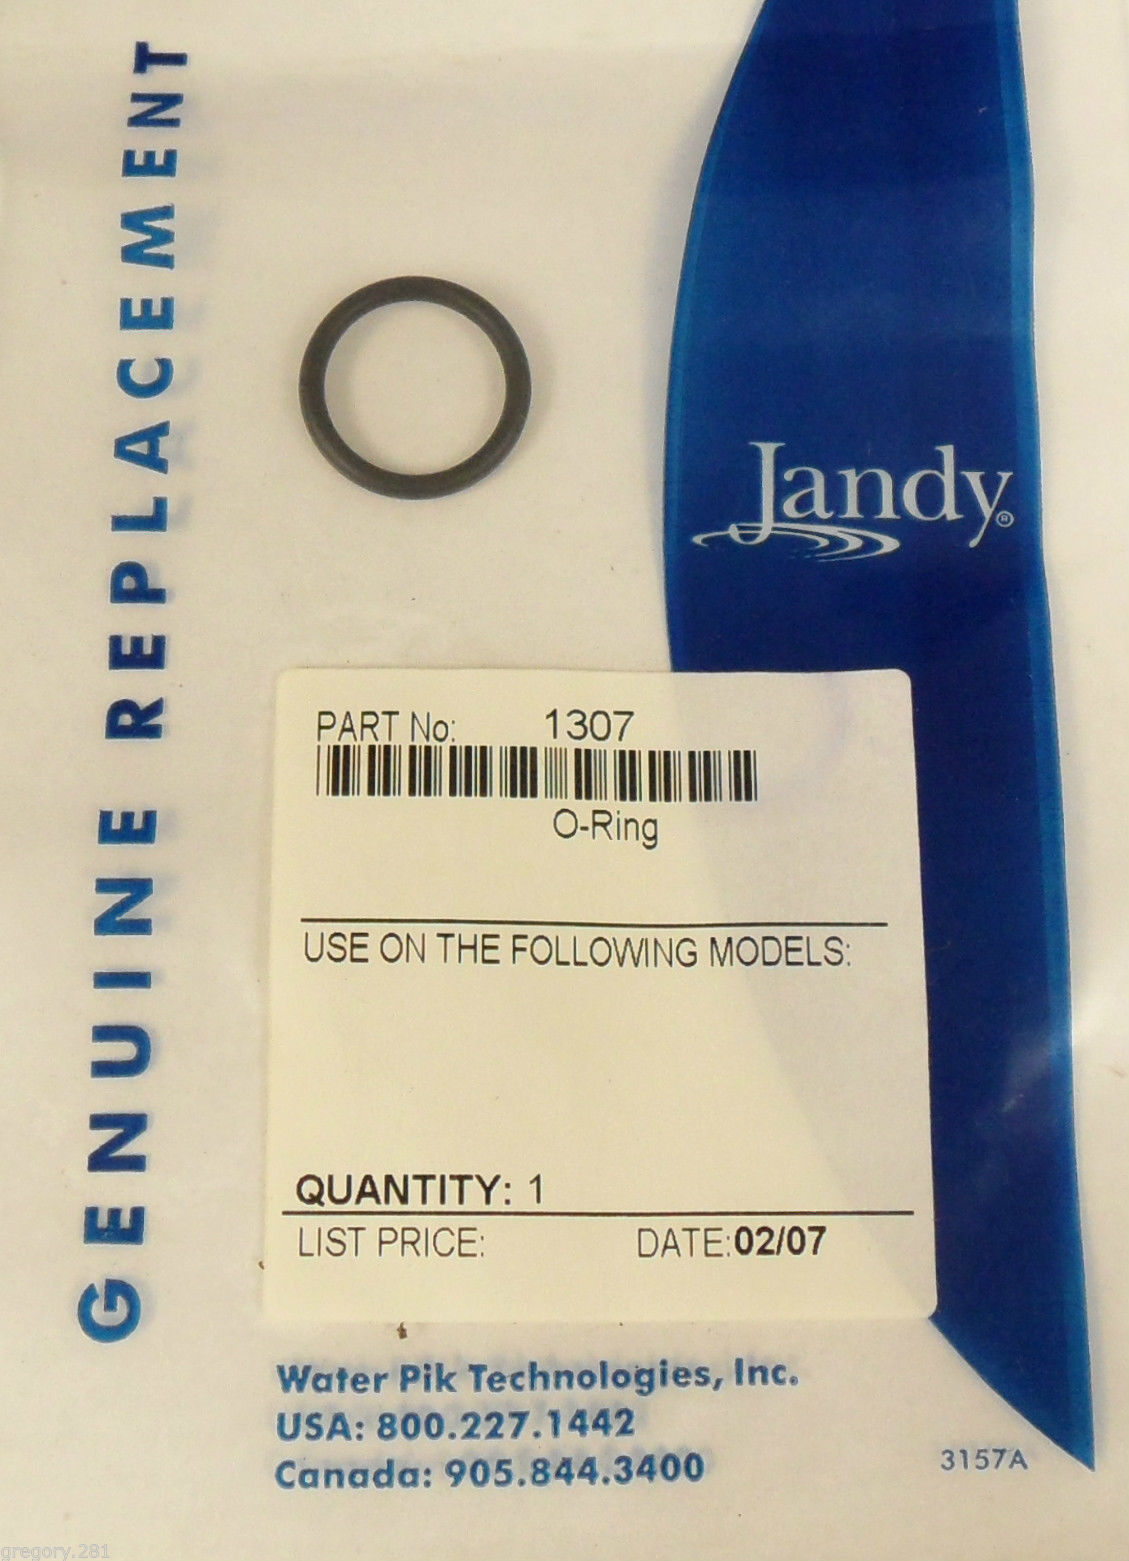 GENUINE REPLACEMENT
Jandy®
PART No: 1307
O-Ring
USE ON THE FOLLOWING MODELS:
QUANTITY: 1
LIST PRICE: DATE:02/07
Water Pik Technologies, Inc.
USA: 800.227.1442
Canada: 905.844.3400
3157A
gregory.281